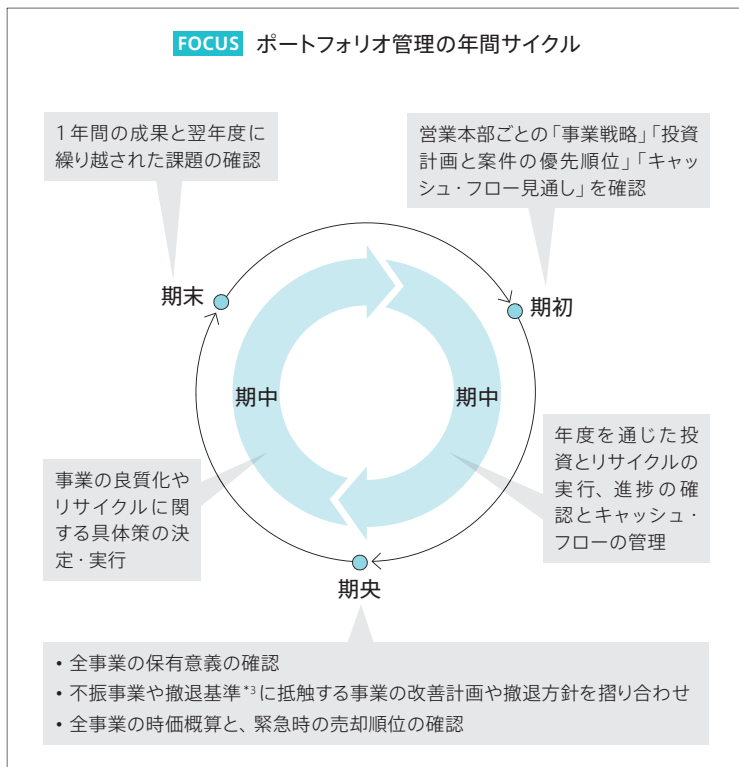 FOCUS ポートフォリオ管理の年間サイクル
1年間の成果と翌年度に
繰り越された課題の確認
営業本部ごとの「事業戦略」「投資
計画と案件の優先順位」「キャッ
シュ・フロー見通し」を確認
期末
期初
期中
期中
事業の良質化や
リサイクルに関
する具体策の決
定・実行
年度を通じた投
資とリサイクルの
実行、進捗の確
認とキャッシュ・
フローの管理
期央
• 全事業の保有意義の確認
• 不振事業や撤退基準*3に抵触する事業の改善計画や撤退方針を摺り合わせ
• 全事業の時価概算と、緊急時の売却順位の確認